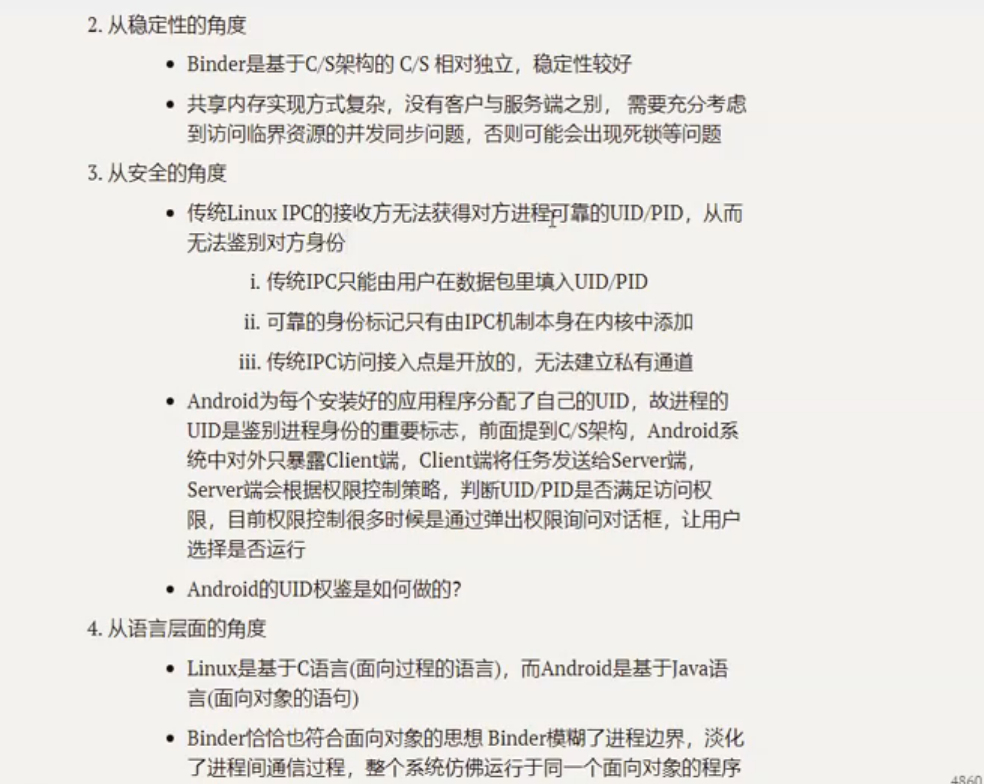 2. 从稳定性的角度
• Binder是基于C/S架构的 C/S 相对独立，稳定性较好
• 共享内存实现方式复杂，没有客户与服务端之别， 需要充分考虑
到访问临界资源的并发同步问题，否则可能会出现死锁等问题
3. 从安全的角度
• 传统Linux IPC的接收方无法获得对方进程可靠的UID/PID，从而
无法鉴别对方身份
i. 传统IPC只能由用户在数据包里填入UID/PID
ii. 可靠的身份标记只有由IPC机制本身在内核中添加
iii. 传统IPC访问接入点是开放的，无法建立私有通道
• Android为每个安装好的应用程序分配了自己的UID，故进程的
UID是鉴别进程身份的重要标志，前面提到C/S架构，Android系
统中对外只暴露Client端，Client端将任务发送给Server端，
Server端会根据权限控制策略，判断UID/PID是否满足访问权
限，目前权限控制很多时候是通过弹出权限询问对话框，让用户
选择是否运行
• Android的UID权鉴是如何做的？
4. 从语言层面的角度
• Linux是基于C语言(面向过程的语言)，而Android是基于Java语
言(面向对象的语句)
• Binder恰恰也符合面向对象的思想 Binder模糊了进程边界，淡化
了进程间通信过程，整个系统仿佛运行于同一个面向对象的程序
4860